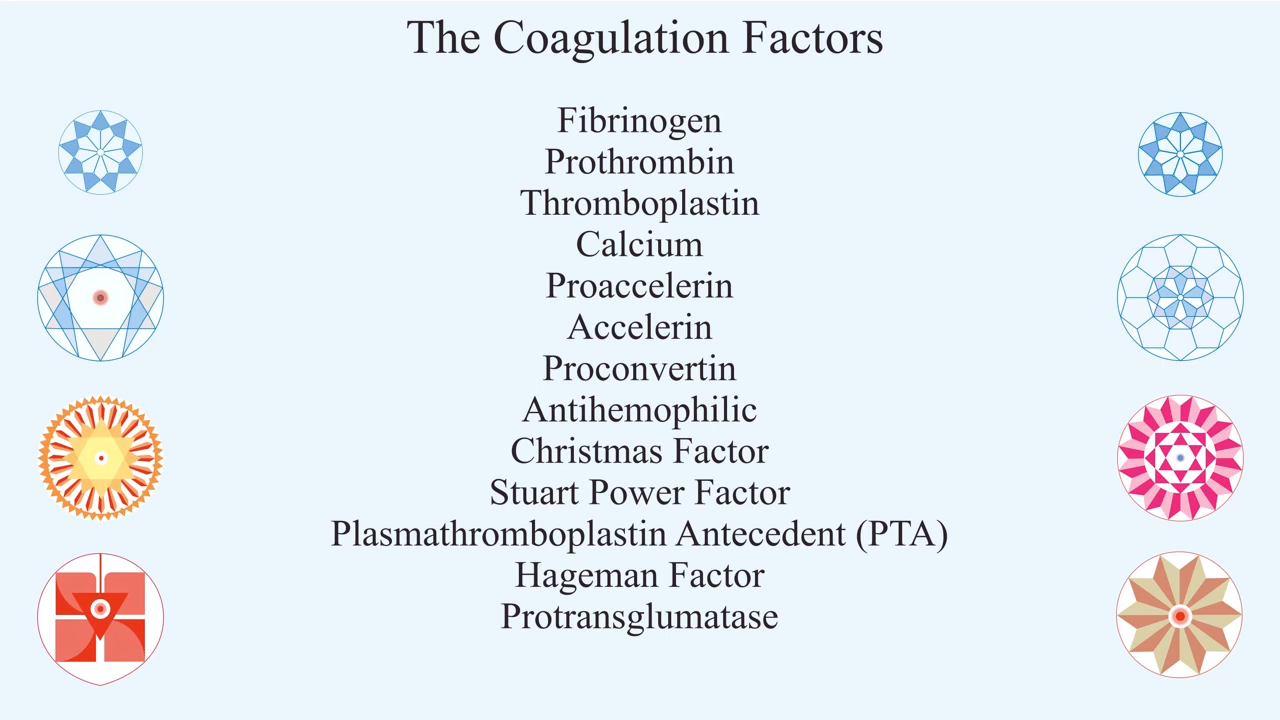 The Coagulation Factors
Fibrinogen
Prothrombin
Thromboplastin
Calcium
Proaccelerin
Accelerin
Proconvertin
Antihemophilic
Christmas Factor
Stuart Power Factor
Plasmathromboplastin Antecedent (PTA)
Hageman Factor
Protransglumatase